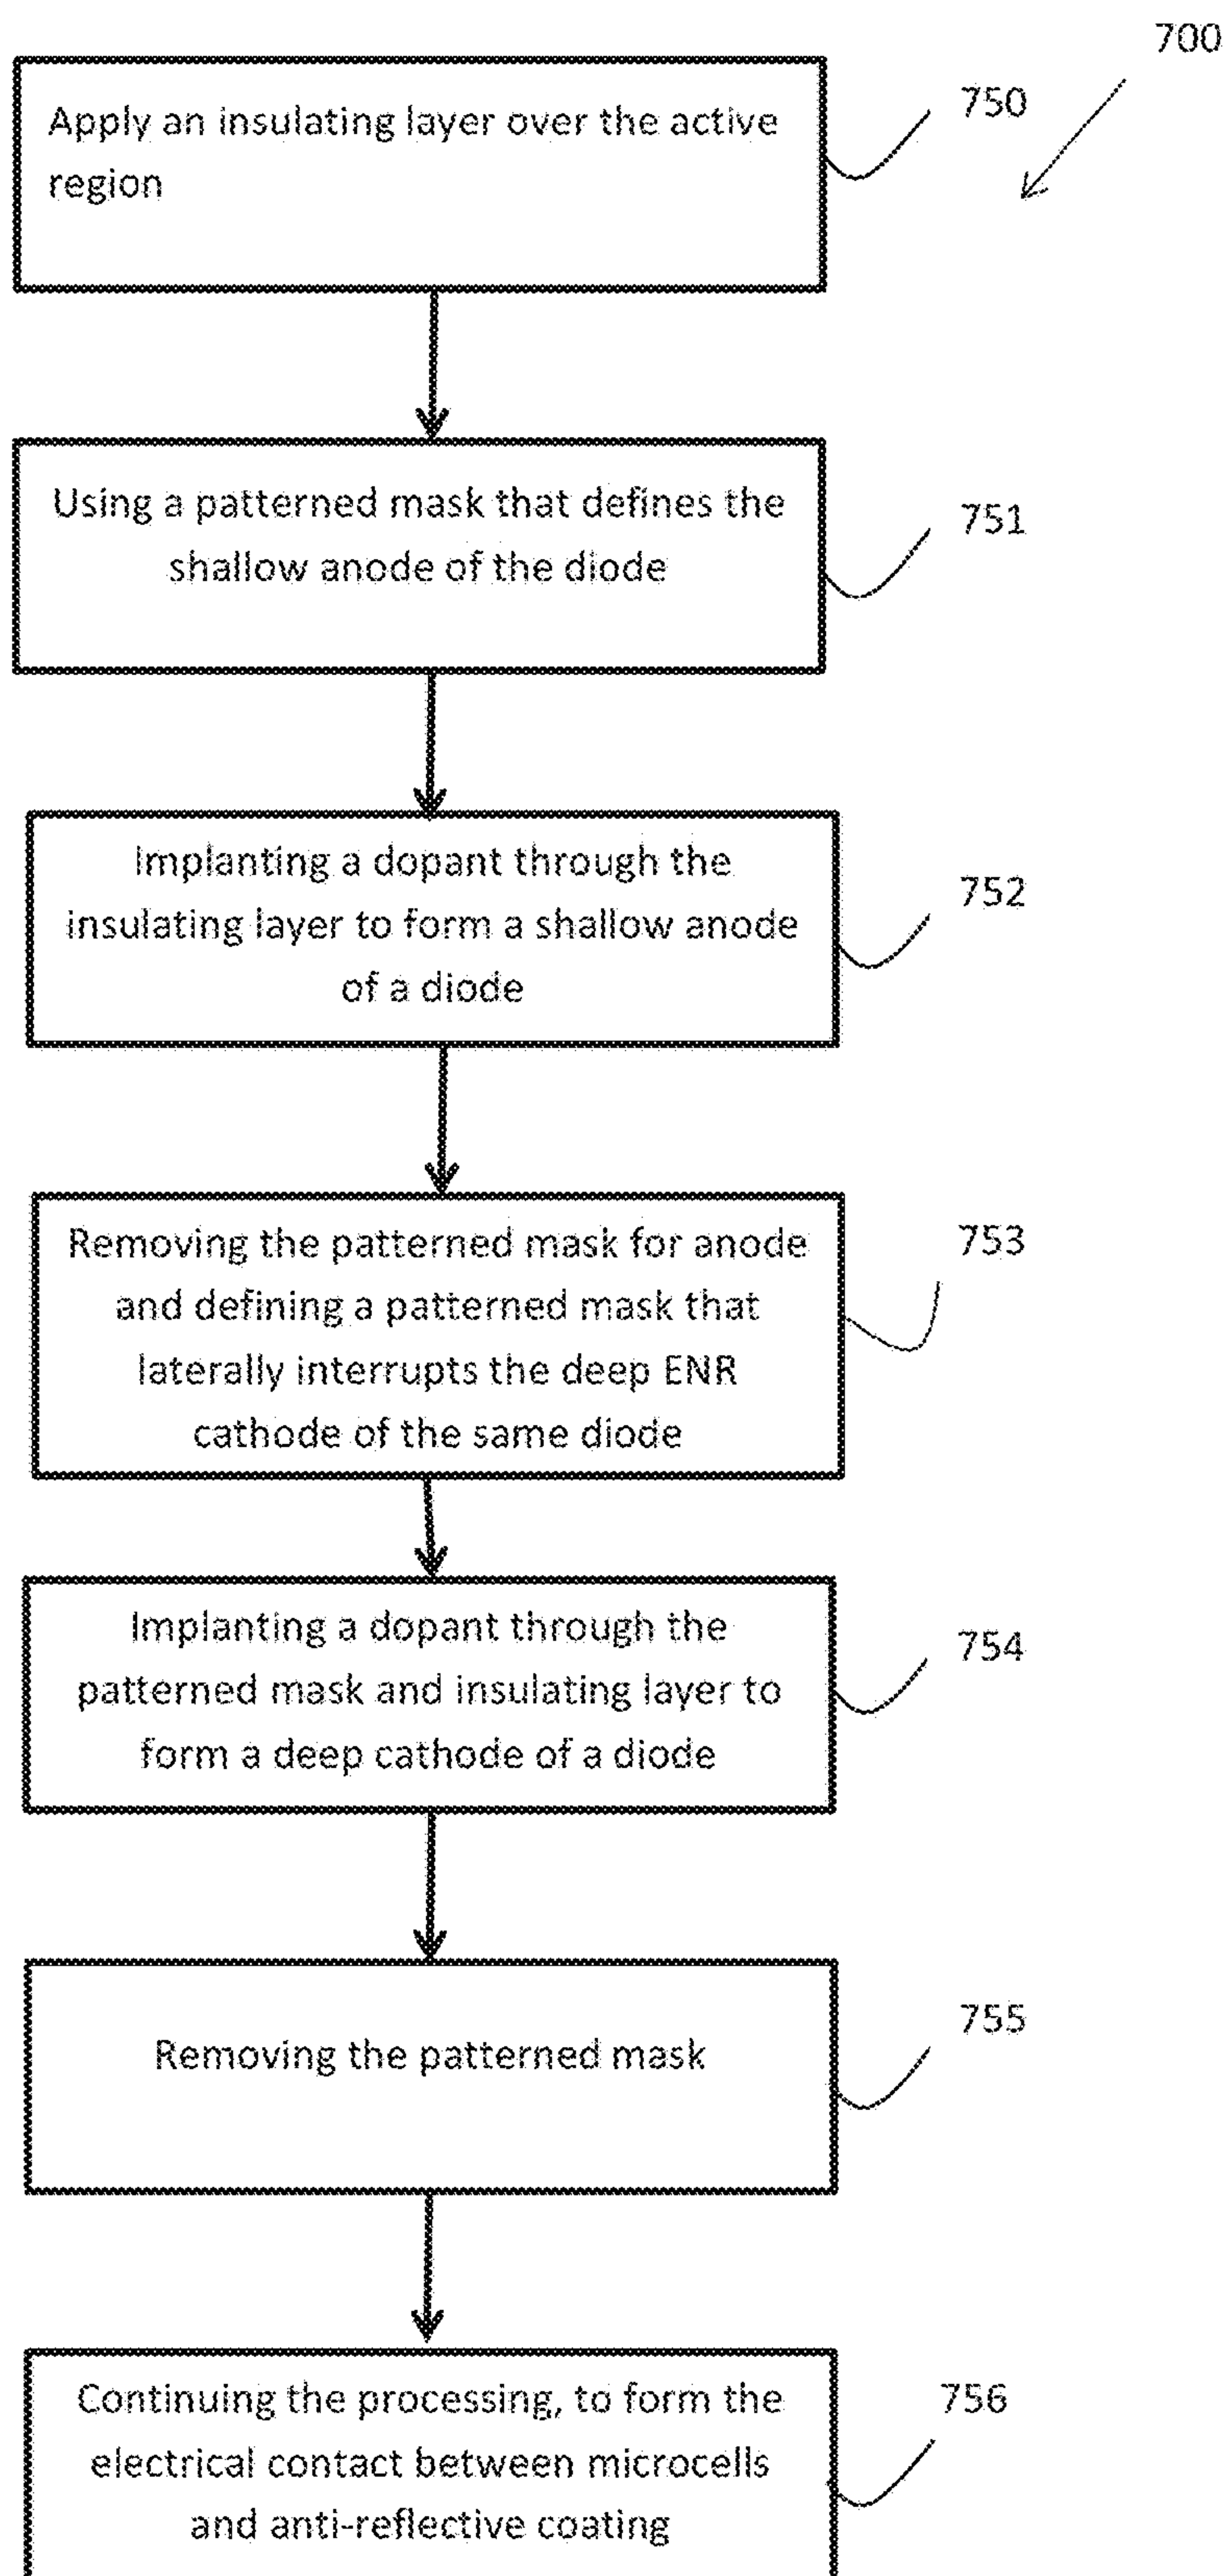 700
Apply an insulating layer over the active
region
750
Using a patterned mask that defines the
shallow anode of the diode
751
Implanting a dopant through the
insulating layer to form a shallow anode
of a diode
752
Removing the patterned mask for anode
and defining a patterned mask that
laterally interrupts the deep ENR
cathode of the same diode
753
Implanting a dopant through the
patterned mask and insulating layer to
form a deep cathode of a diode
754
Removing the patterned mask
755
Continuing the processing, to form the
electrical contact between microcells
and anti-reflective coating
756